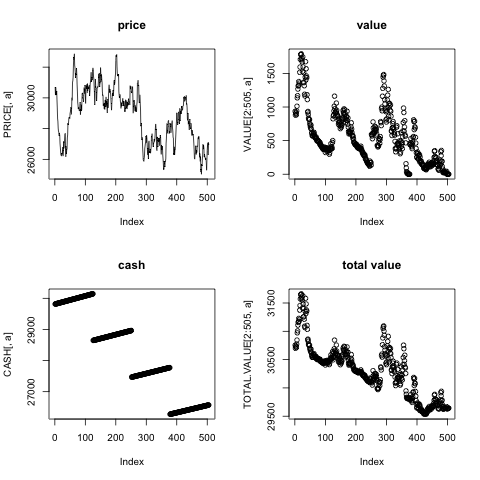 price
PRICE[, a]
26000 30000
0 100 200 300 400 500
Index
value
VALUE[2:505, a]
0 500 1000 1500
0 100 200 300 400 500
Index
cash
CASH[, a]
27000 29000
0 100 200 300 400 500
Index
total value
TOTAL.VALUE[2:505, a]
29500 30500 31500
0 100 200 300 400 500
Index